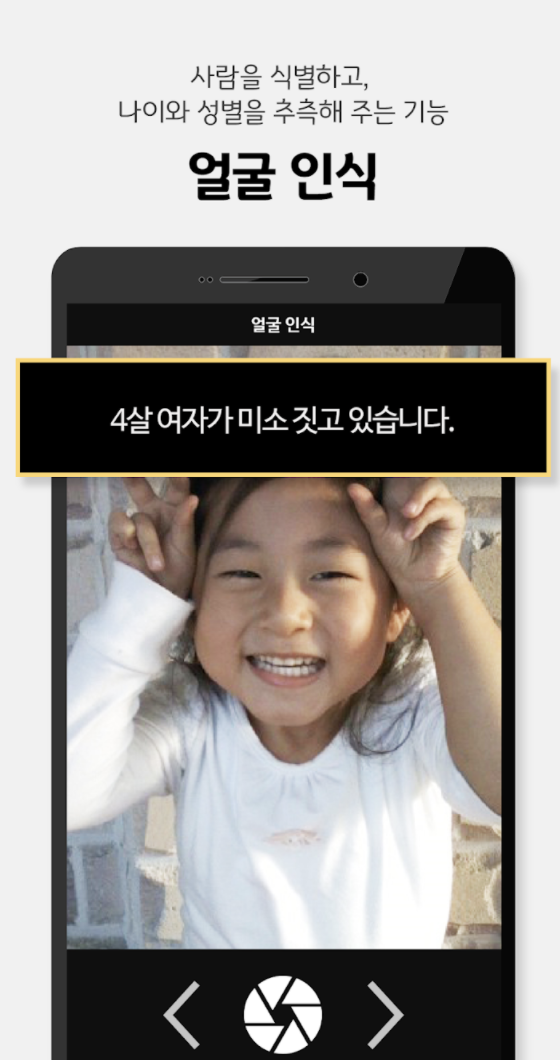 사람을 식별하고,
나이와 성별을 추측해 주는 기능
얼굴 인식
얼굴 인식
4살 여자가 미소 짓고 있습니다.